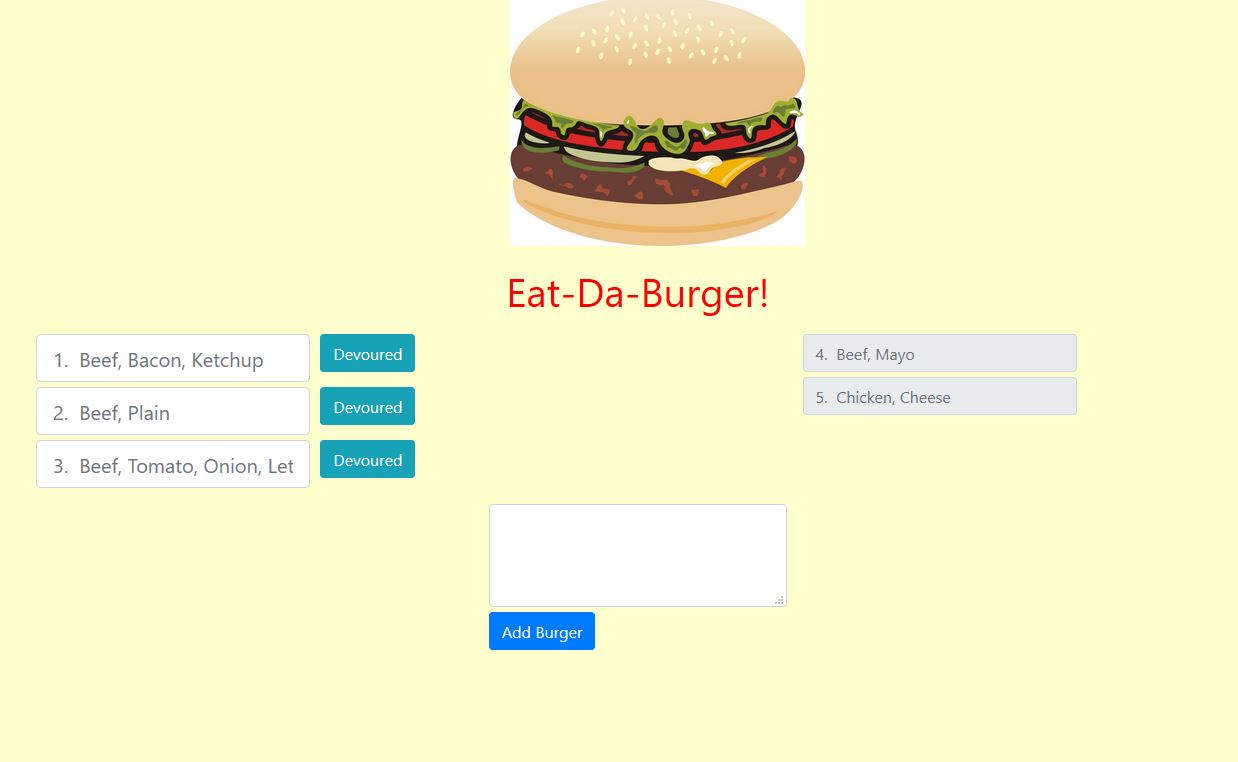 Eat-Da-Burger!
1. Beef, Bacon, Ketchup
Devoured
2. Beef, Plain
Devoured
3. Beef, Tomato, Onion, Let
Devoured
4. Beef, Mayo
5. Chicken, Cheese
Add Burger